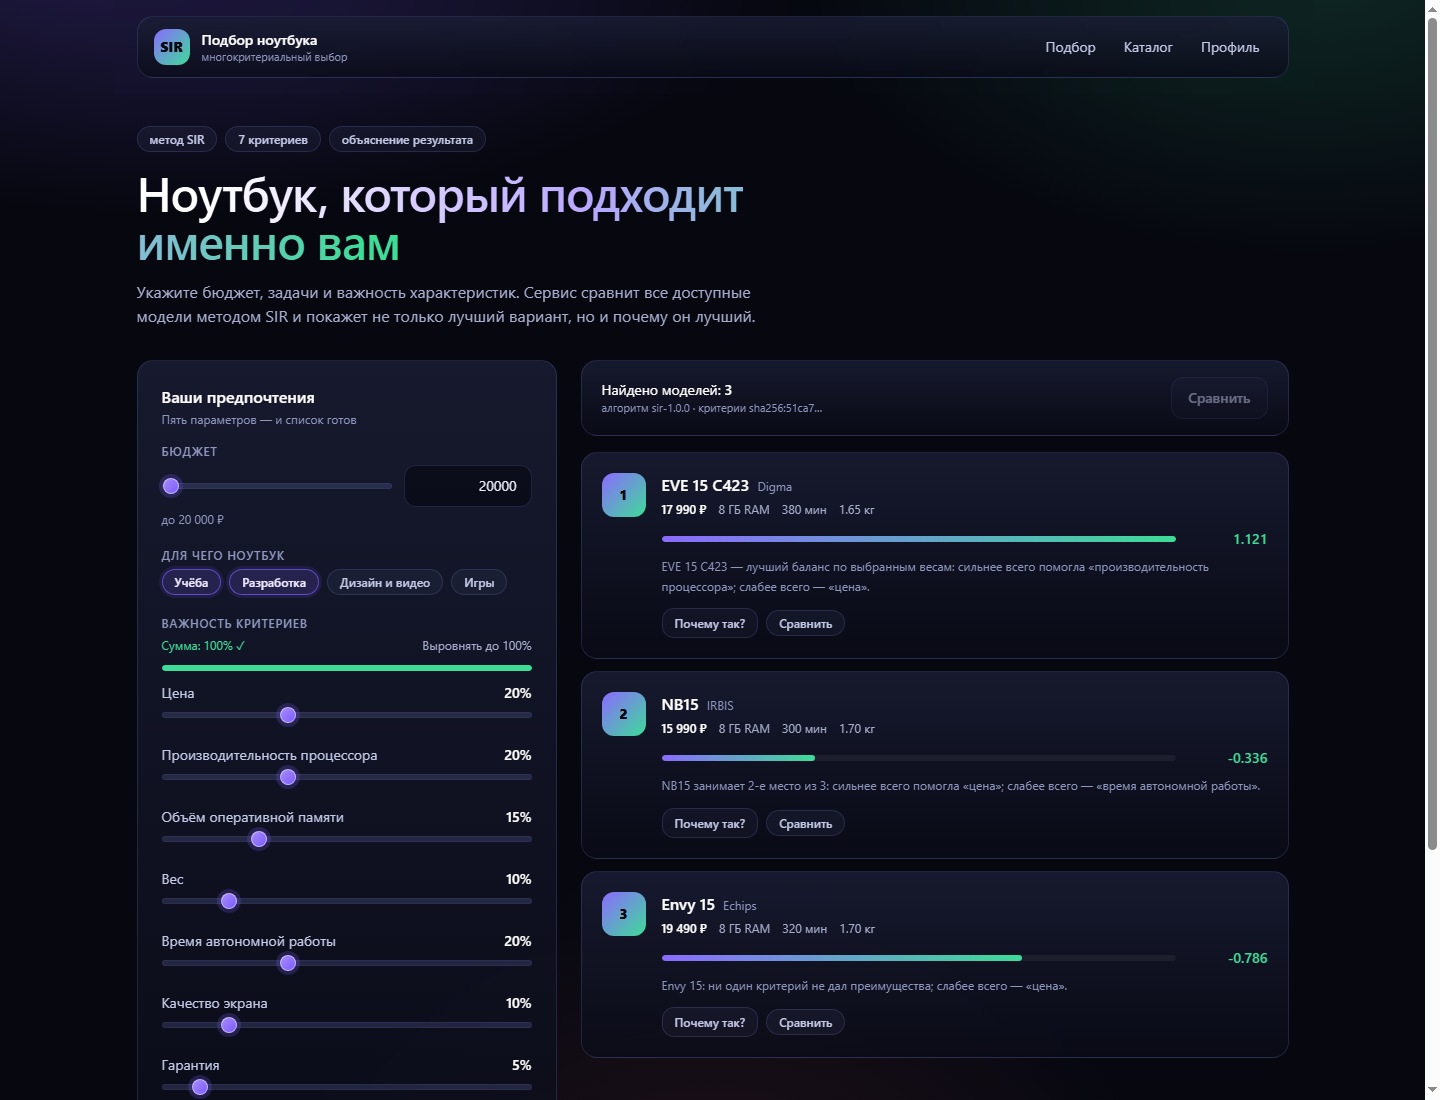 SIR
Подбор ноутбука
многокритериальный выбор
Подбор
Каталог
Профиль
метод SIR
7 критериев
объяснение результата
Ноутбук, который подходит
именно вам
Укажите бюджет, задачи и важность характеристик. Сервис сравнит все доступные
модели методом SIR и покажет не только лучший вариант, но и почему он лучший.
Ваши предпочтения
Пять параметров — и список готов
БЮДЖЕТ
20000
до 20 000 ₽
ДЛЯ ЧЕГО НОУТБУК
Учёба
Разработка
Дизайн и видео
Игры
ВАЖНОСТЬ КРИТЕРИЕВ
Сумма: 100% ✓
Выровнять до 100%
Цена 20%
Производительность процессора 20%
Объём оперативной памяти 15%
Вес 10%
Время автономной работы 20%
Качество экрана 10%
Гарантия 5%
Найдено моделей: 3
алгоритм sir-1.0.0 · критерии sha256:51ca7...
Сравнить
1
EVE 15 C423 Digma
17 990 ₽ 8 ГБ RAM 380 мин 1.65 кг
1.121
EVE 15 C423 — лучший баланс по выбранным весам: сильнее всего помогла «производительность
процессора»; слабее всего — «цена».
Почему так?
Сравнить
2
NB15 IRBIS
15 990 ₽ 8 ГБ RAM 300 мин 1.70 кг
-0.336
NB15 занимает 2-е место из 3: сильнее всего помогла «цена»; слабее всего — «время автономной работы».
Почему так?
Сравнить
3
Envy 15 Echips
19 490 ₽ 8 ГБ RAM 320 мин 1.70 кг
-0.786
Envy 15: ни один критерий не дал преимущества; слабее всего — «цена».
Почему так?
Сравнить